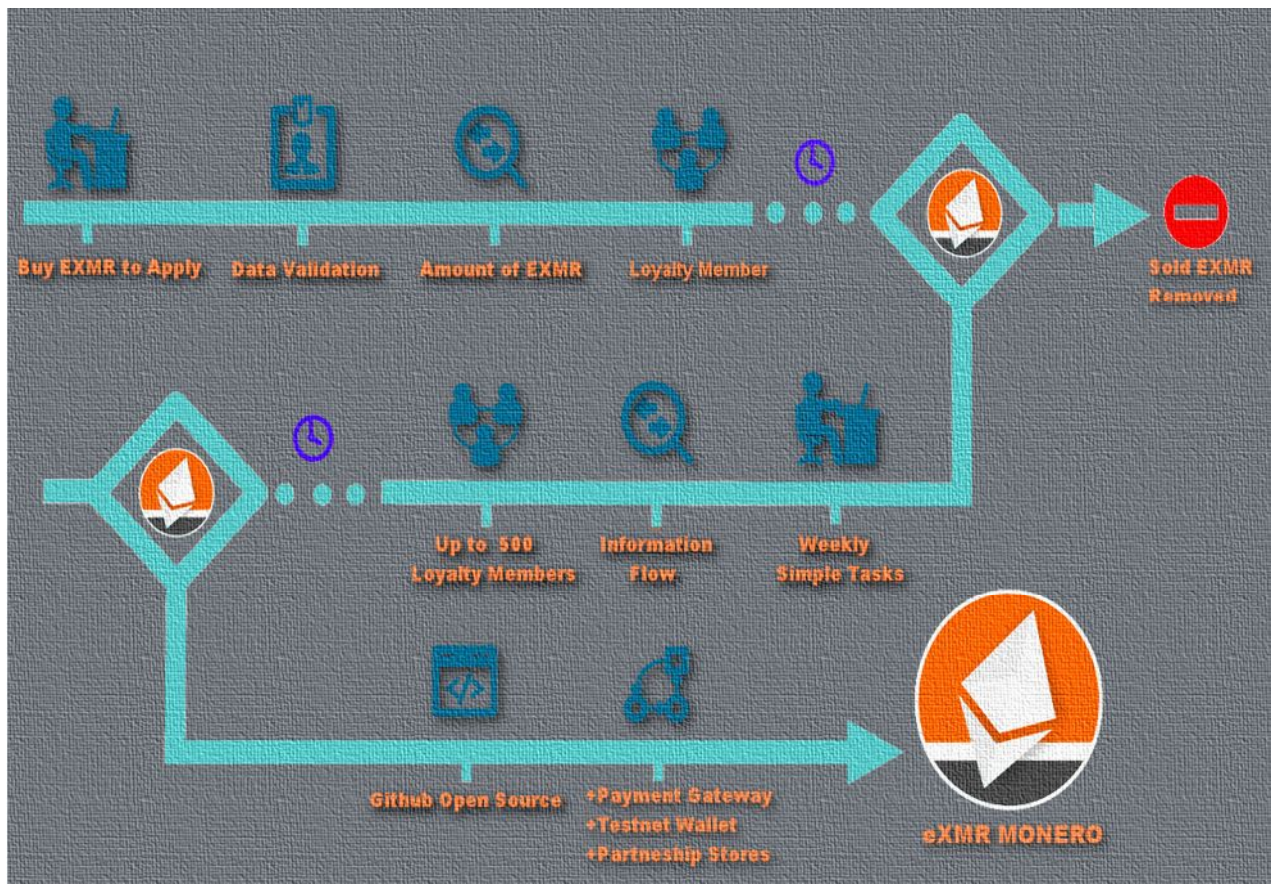 Buy EXMR to Apply
Data Validation
Amount of EXMR
Loyalty Member
Sold EXMR
Removed
Up to 500
Loyalty Members
Information
Flow
Weekly
Simple Tasks
Github Open Source
+Payment Gateway
+Testnet Wallet
+Partneship Stores
eXMR MONERO